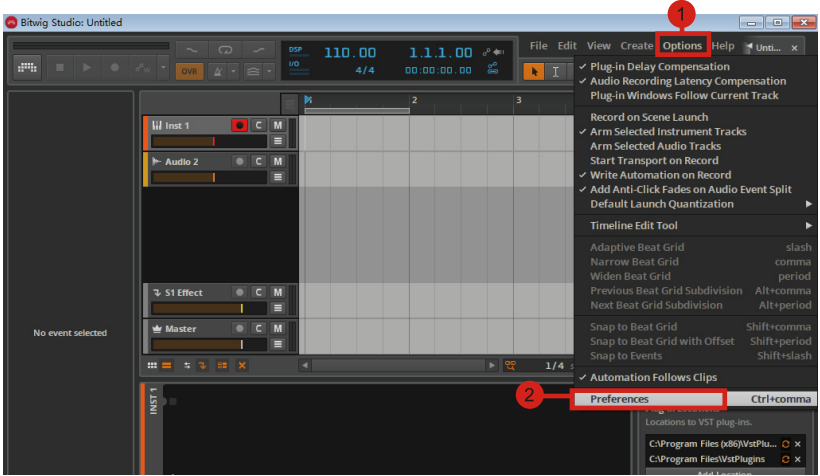 Bitwig Studio: Untitled
1
DSP
I/O
110.00
4/4
1.1.1.00
00:00:00.00
File Edit View Create Options Help
Unti... x
OVR
Plug-in Delay Compensation
Audio Recording Latency Compensation
Plug-in Windows Follow Current Track
Record on Scene Launch
Arm Selected Instrument Tracks
Arm Selected Audio Tracks
Start Transport on Record
Write Automation on Record
Add Anti-Click Fades on Audio Event Split
Default Launch Quantization
Timeline Edit Tool
Adaptive Beat Grid slash
Narrow Beat Grid comma
Widen Beat Grid period
Previous Beat Grid Subdivision Alt+comma
Next Beat Grid Subdivision Alt+period
Snap to Beat Grid Shift+comma
Snap to Beat Grid with Offset Shift+period
Snap to Events Shift+slash
Automation Follows Clips
2
Preferences Ctrl+comma
2 3
Inst 1 C M
Audio 2 C M
S1 Effect C M
Master C M
No event selected
1/4
INST 1
Locations to VST plug-ins.
C:\Program Files (x86)\VstPlu... x
C:\Program Files\VstPlugins x
Add Location